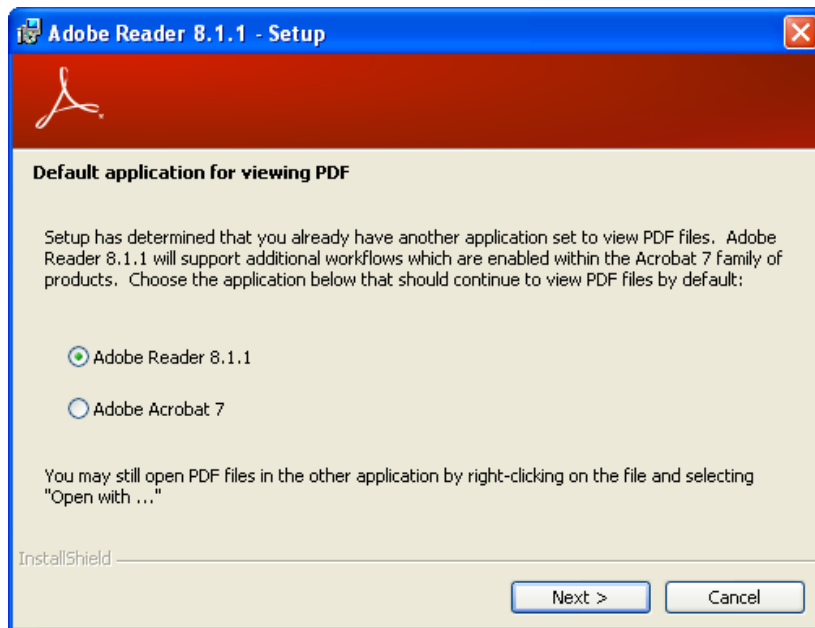 Adobe Reader 8.1.1 - Setup
Default application for viewing PDF
Setup has determined that you already have another application set to view PDF files.  Adobe
Reader 8.1.1 will support additional workflows which are enabled within the Acrobat 7 family of
products.  Choose the application below that should continue to view PDF files by default:
Adobe Reader 8.1.1
Adobe Acrobat 7
You may still open PDF files in the other application by right-clicking on the file and selecting
"Open with ..."
InstallShield
Next >
Cancel